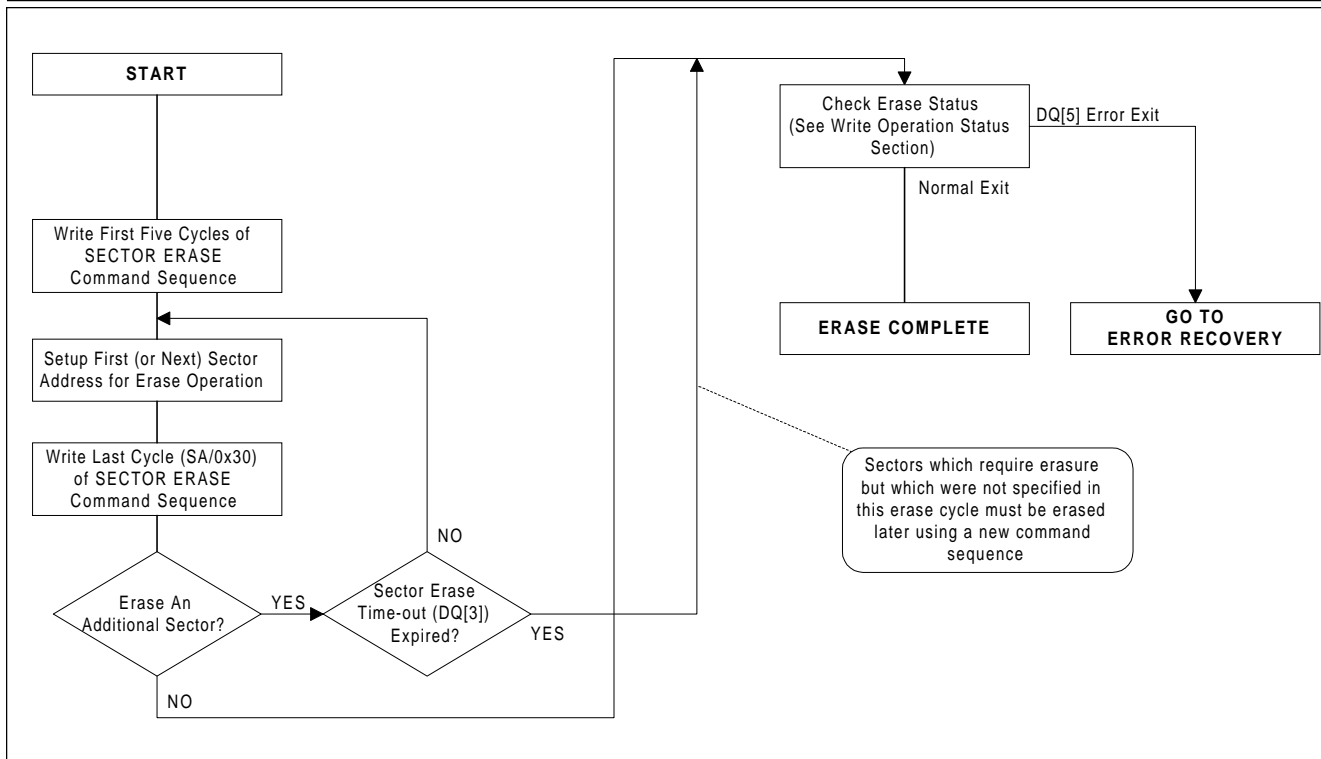 START
Write First Five Cycles of
SECTOR ERASE
Command Sequence
Setup First (or Next) Sector
Address for Erase Operation
Write Last Cycle (SA/0x30)
of SECTOR ERASE
Command Sequence
Erase An
Additional Sector?
YES
NO
Sector Erase
Time-out (DQ[3])
Expired?
NO
YES
Check Erase Status
(See Write Operation Status
Section)
DQ[5] Error Exit
Normal Exit
ERASE COMPLETE
GO TO
ERROR RECOVERY
Sectors which require erasure
but which were not specified in
this erase cycle must be erased
later using a new command
sequence